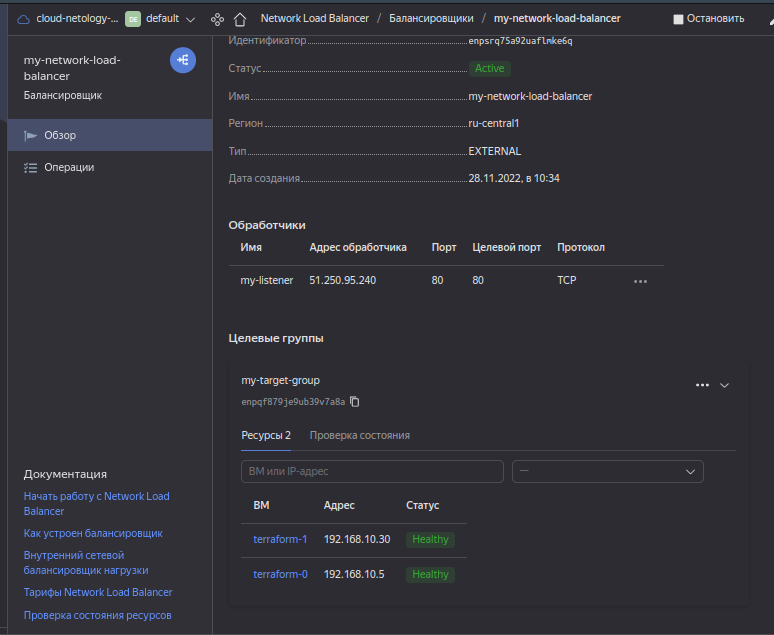 cloud-netology-... DE default Network Load Balancer / Балансировщики / my-network-load-balancer Остановить
my-network-load-
balancer
Балансировщик
Обзор
Операции
Документация
Начать работу с Network Load
Balancer
Как устроен балансировщик
Внутренний сетевой
балансировщик нагрузки
Тарифы Network Load Balancer
Проверка состояния ресурсов
Идентификатор enpsrq75a92uaflmke6q
Статус Active
Имя my-network-load-balancer
Регион ru-central1
Тип EXTERNAL
Дата создания 28.11.2022, в 10:34
Обработчики
Имя Адрес обработчика Порт Целевой порт Протокол
my-listener 51.250.95.240 80 80 TCP
Целевые группы
my-target-group
enpqf879je9ub39v7a8a
Ресурсы 2 Проверка состояния
ВМ или IP-адрес —
ВМ Адрес Статус
terraform-1 192.168.10.30 Healthy
terraform-0 192.168.10.5 Healthy